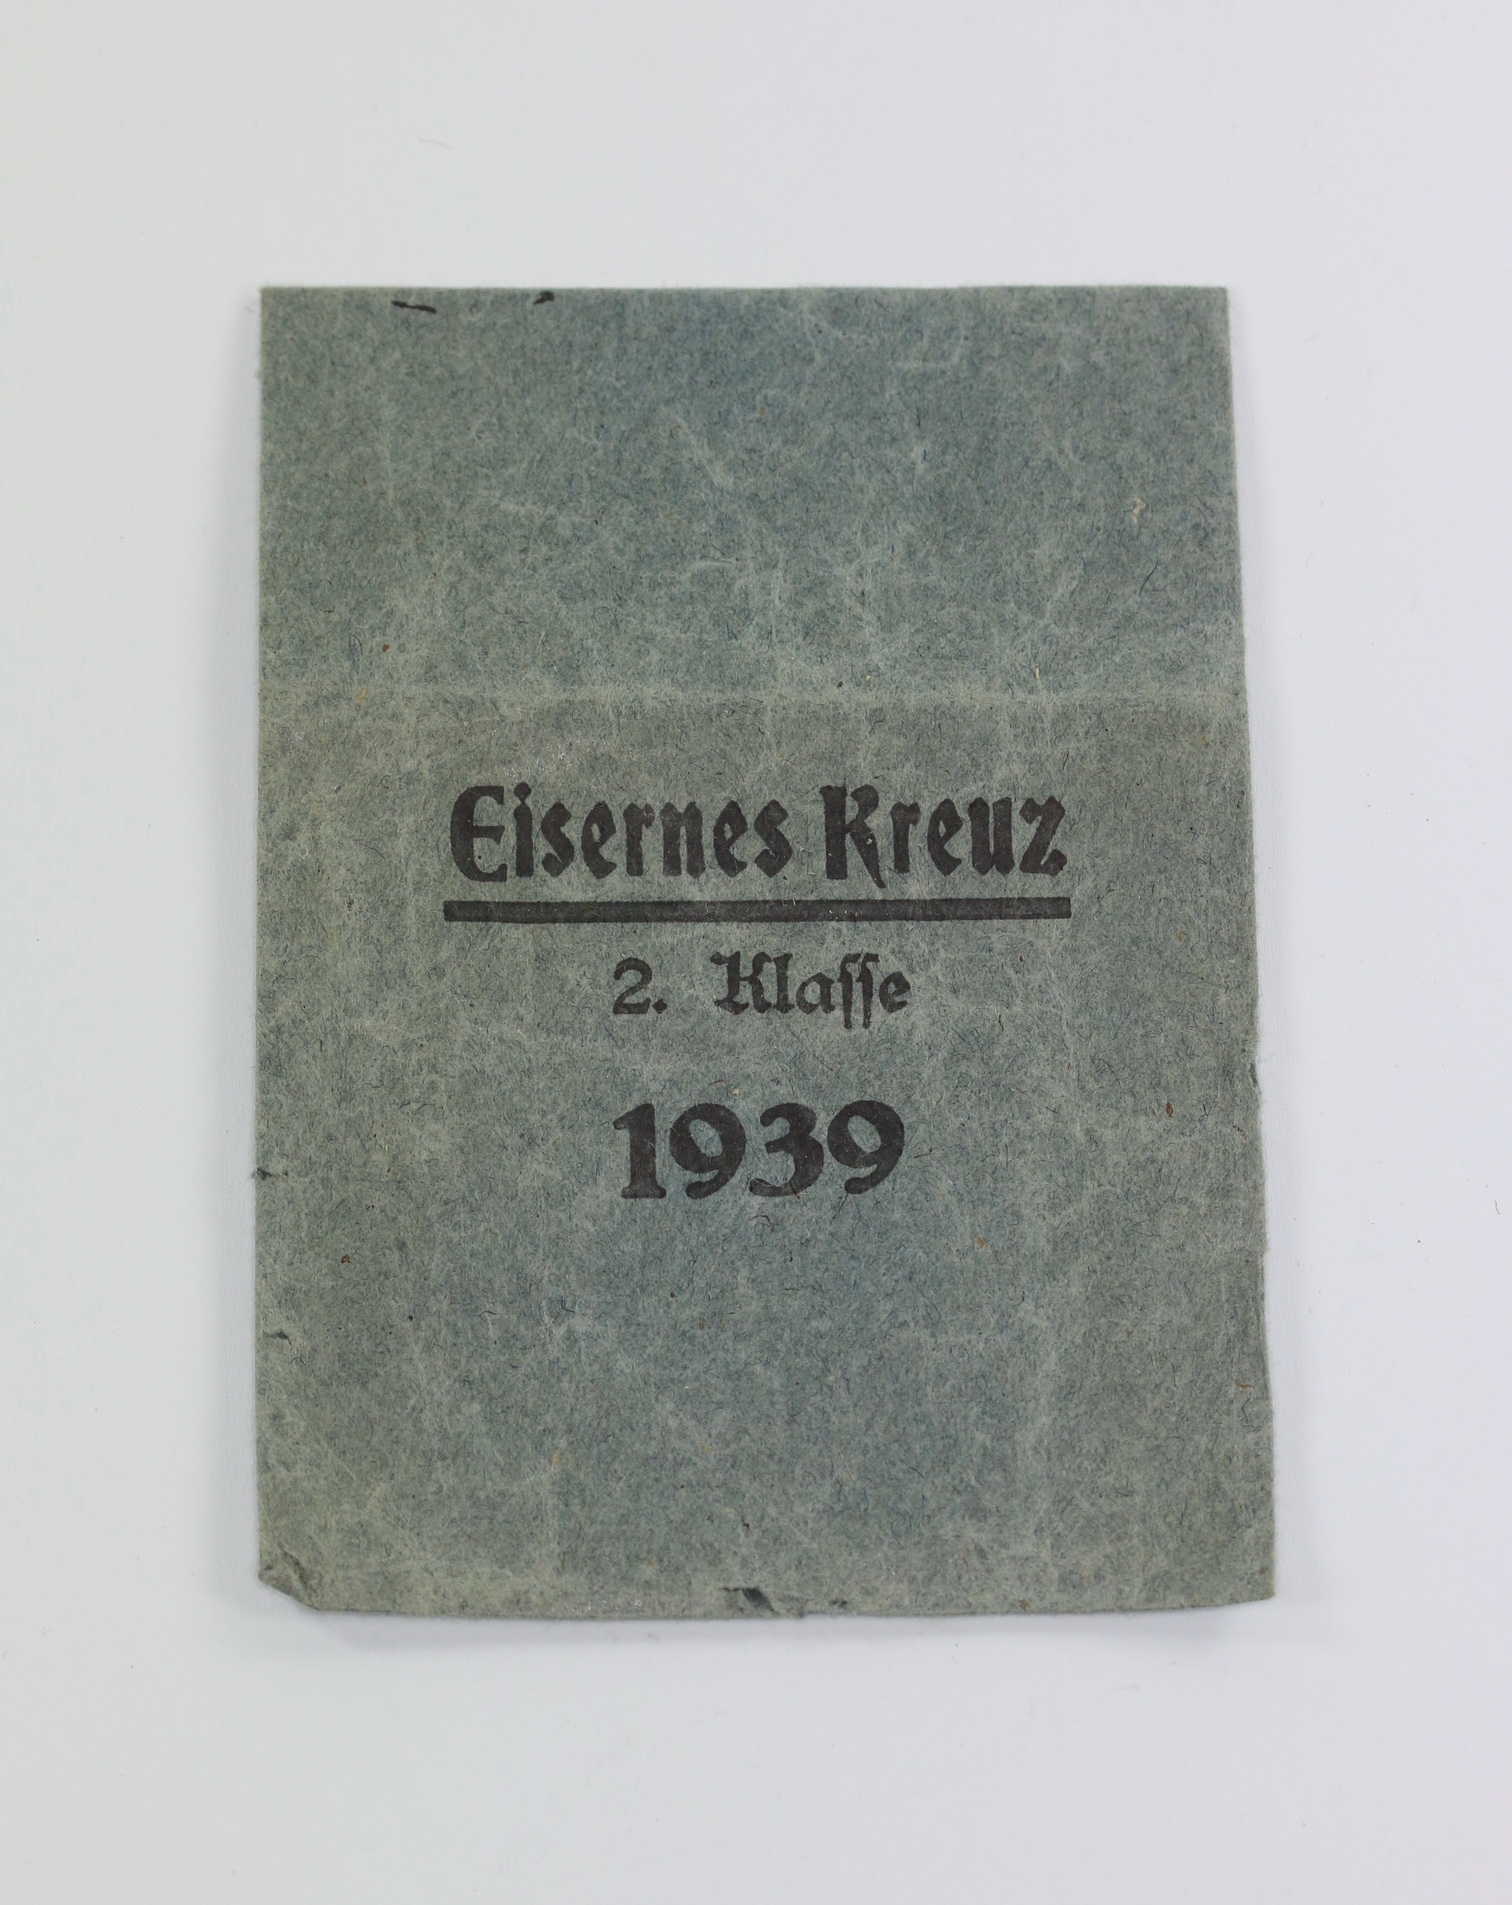 Eisernes Kreuz
2. Klaſſe
1939